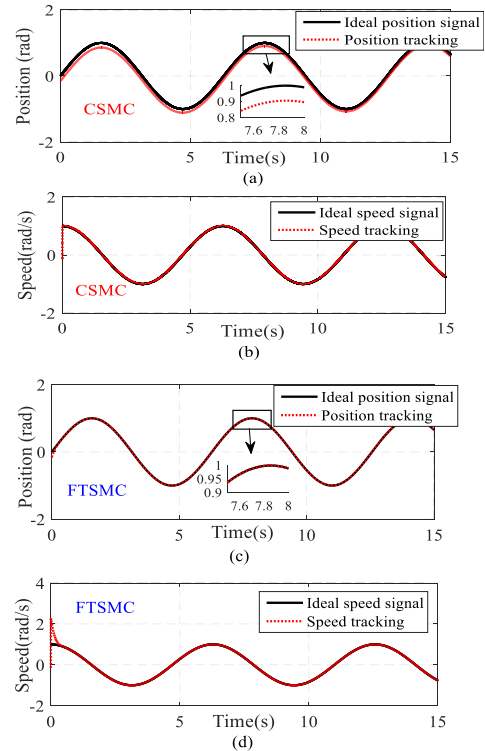 Position (rad)
2
0
-2
Ideal position signal
Position tracking
CSMC
1
0.9
0.8
7.6 7.8 8
0 5 10 15
Time(s)
(a)
Speed(rad/s)
2
0
-2
Ideal speed signal
Speed tracking
CSMC
0 5 10 15
Time(s)
(b)
Position (rad)
2
0
-2
Ideal position signal
Position tracking
FTSMC
1
0.95
0.9
7.6 7.8 8
0 5 10 15
Time(s)
(c)
Speed(rad/s)
4
2
0
-2
FTSMC
Ideal speed signal
Speed tracking
0 5 10 15
Time(s)
(d)